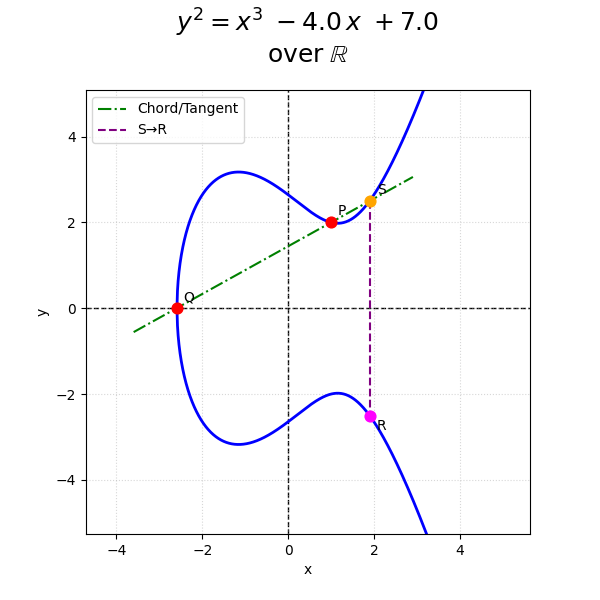 y² = x³ − 4.0 x + 7.0
over ℝ
Chord/Tangent
S→R
4
2
0
−2
−4
y
P
S
Q
R
−4
−2
0
2
4
x